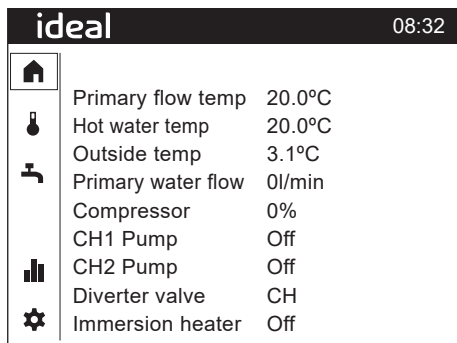 ideal 08:32
Primary flow temp 20.0ºC
Hot water temp 20.0ºC
Outside temp 3.1ºC
Primary water flow 0l/min
Compressor 0%
CH1 Pump Off
CH2 Pump Off
Diverter valve CH
Immersion heater Off